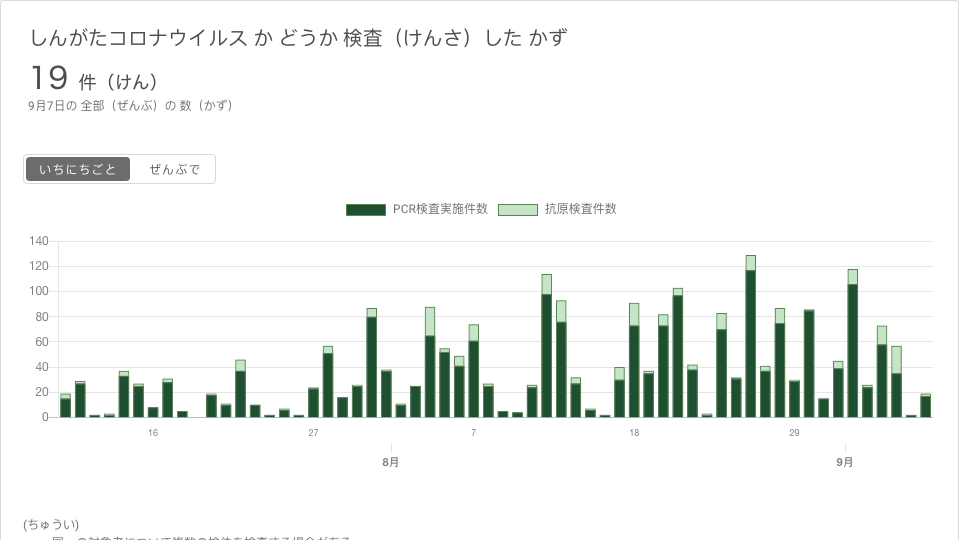 しんがたコロナウイルス か どうか 検査（けんさ）した かず
19 件（けん）
9月7日の 全部（ぜんぶ）の 数（かず）
いちにちごと ぜんぶで
PCR検査実施件数 抗原検査件数
140
120
100
80
60
40
20
0
16 27 7 18 29
8月 9月
(ちゅうい)